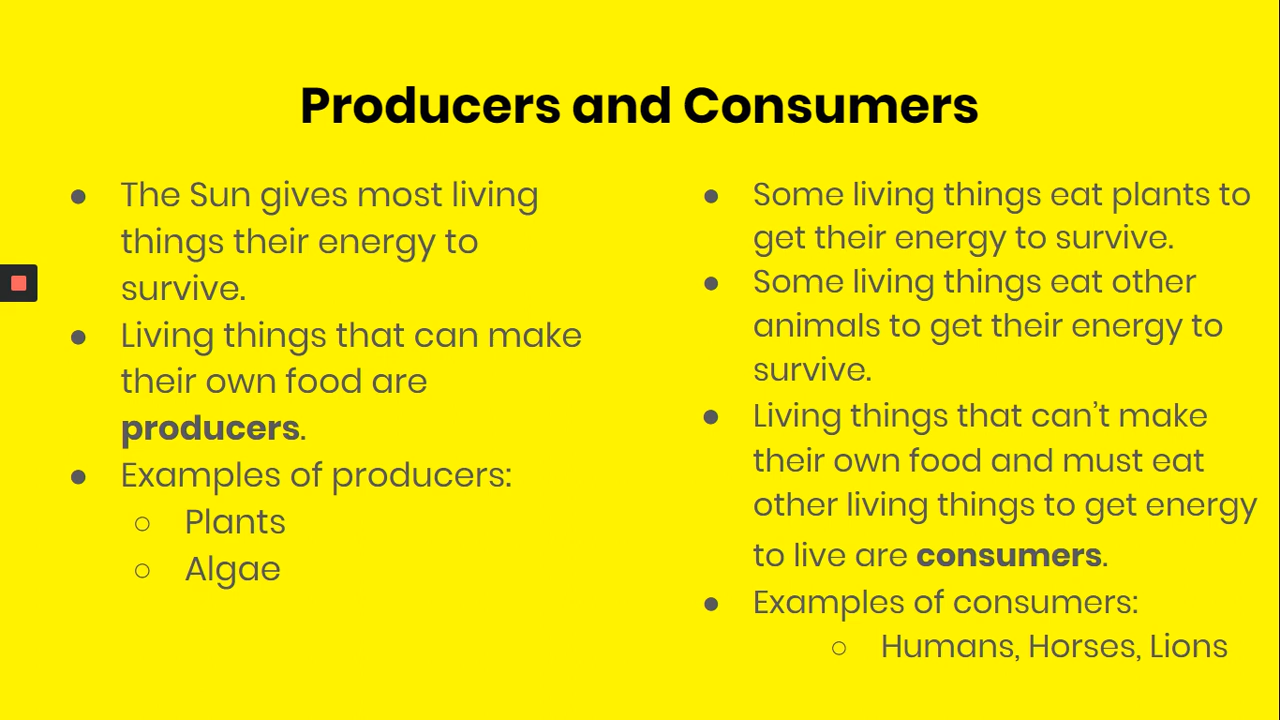 Producers and Consumers
● The Sun gives most living
things their energy to
survive.
● Living things that can make
their own food are
producers.
● Examples of producers:
○ Plants
○ Algae
● Some living things eat plants to
get their energy to survive.
● Some living things eat other
animals to get their energy to
survive.
● Living things that can’t make
their own food and must eat
other living things to get energy
to live are consumers.
● Examples of consumers:
○ Humans, Horses, Lions